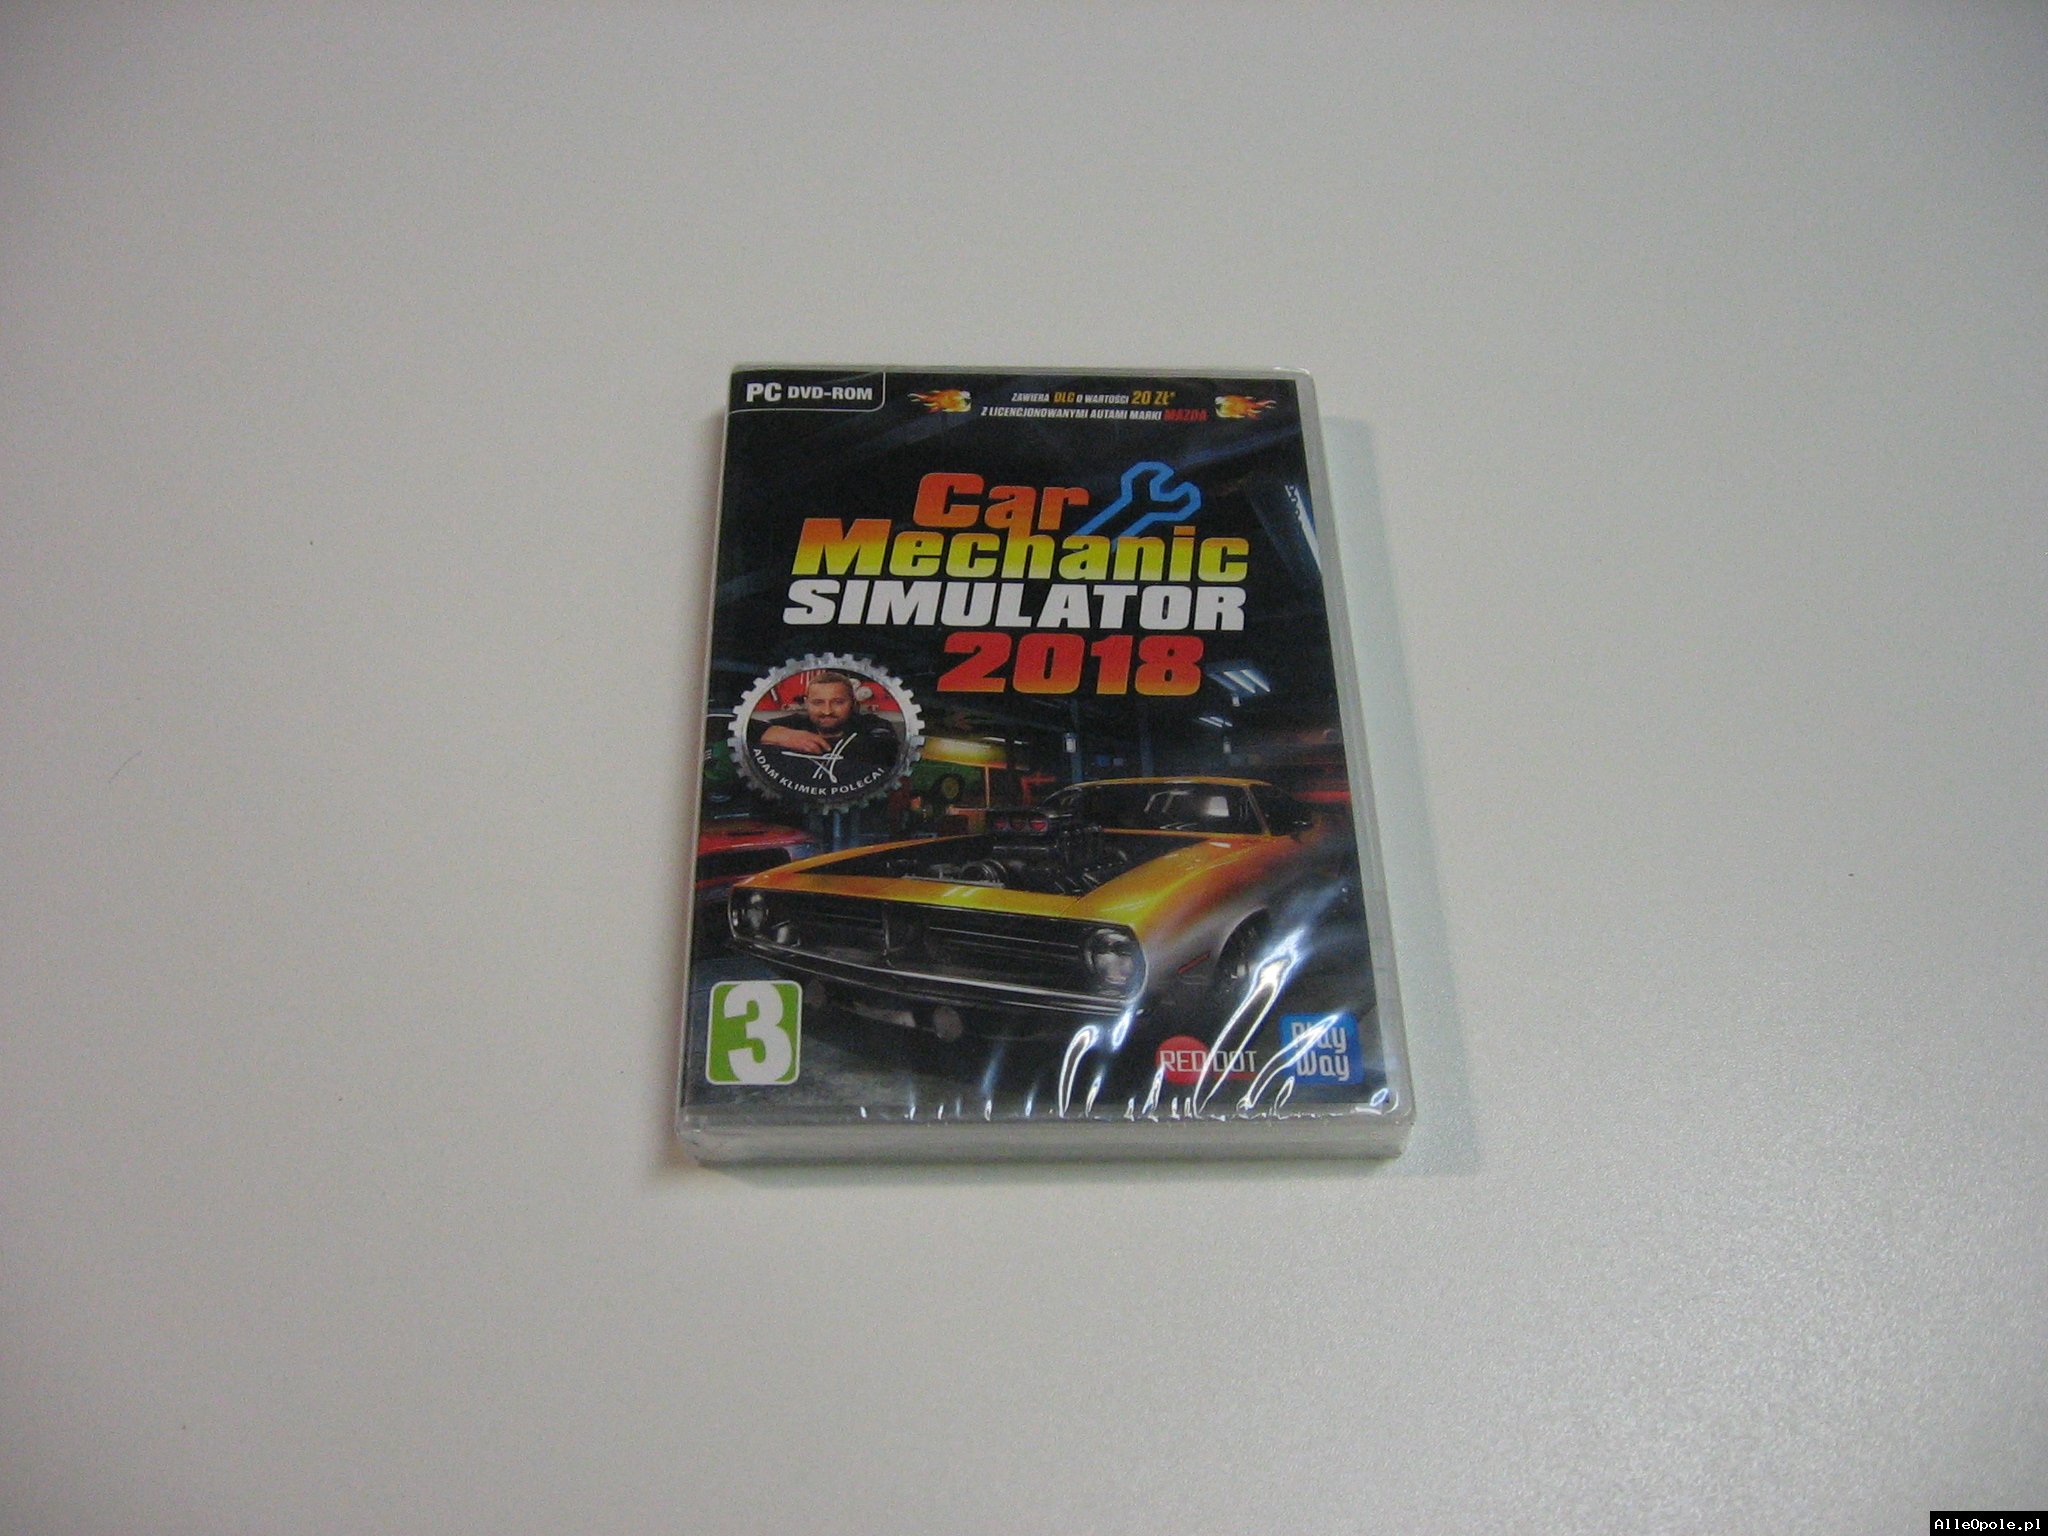 PC DVD-ROM
ZAWIERA DLC O WARTOŚCI 20 ZŁ*
Z LICENCJONOWANYMI AUTAMI MARKI MAZDA
Car
Mechanic
SIMULATOR
2018
ADAM KLIMEK POLECA!
3
RED DOT
Play
Way
AlleOpole.pl